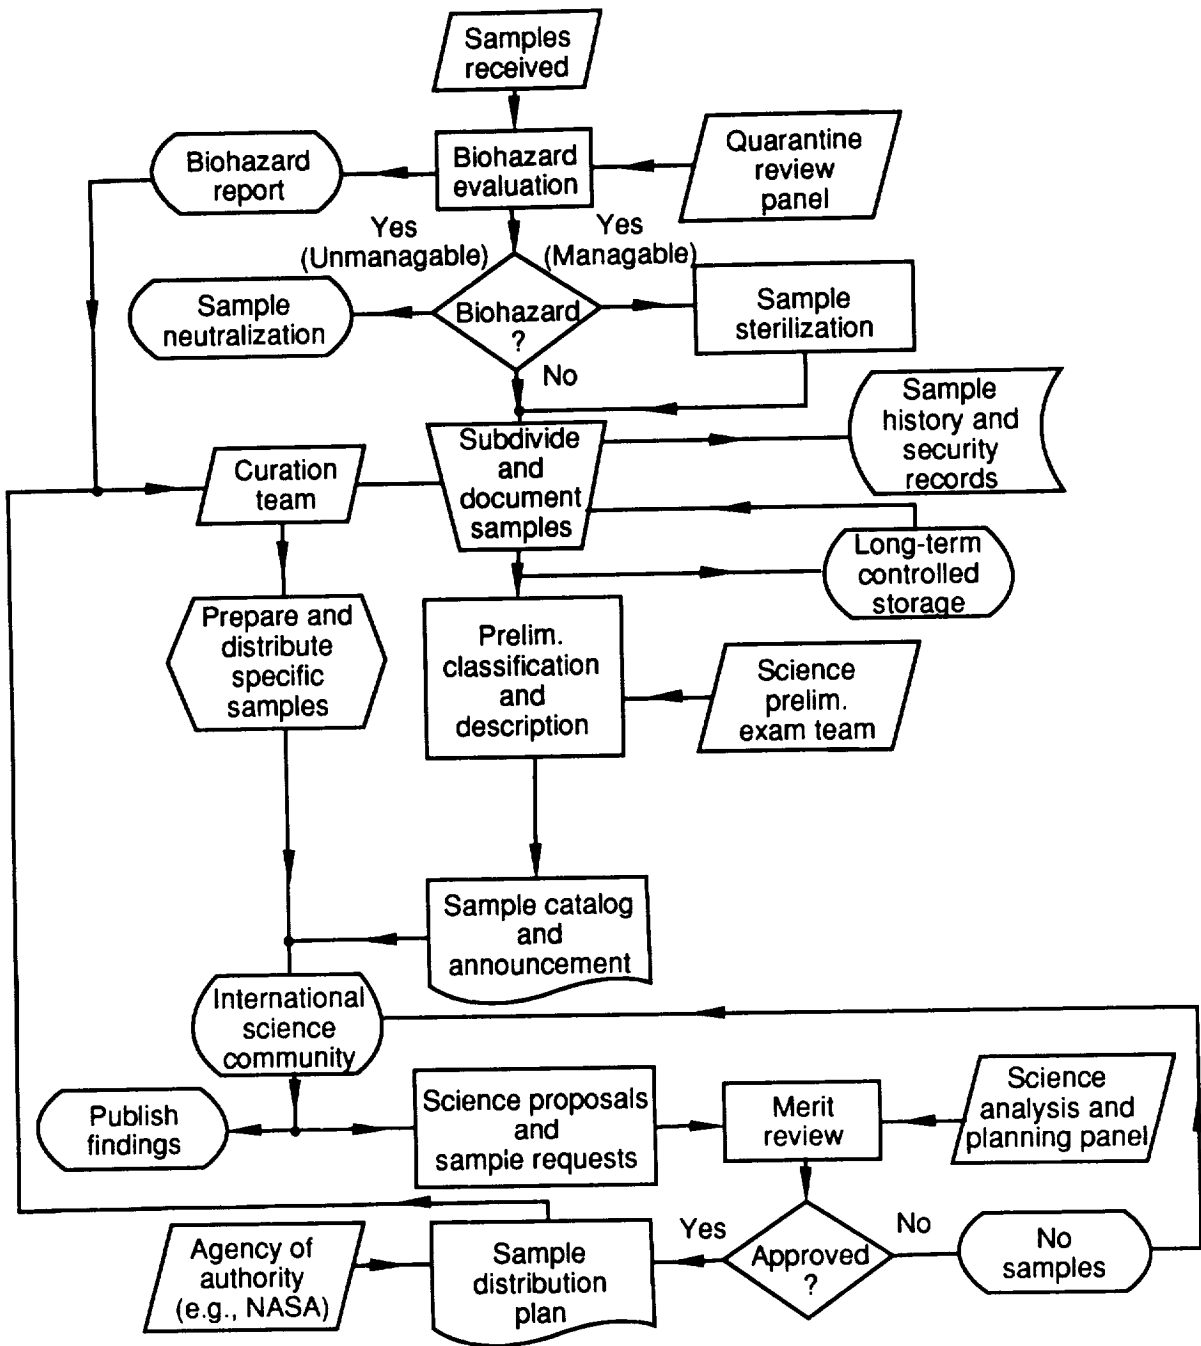 Samples
received
Biohazard
report
Biohazard
evaluation
Quarantine
review
panel
Yes
(Unmanagable)
Yes
(Managable)
Sample
neutralization
Biohazard
?
Sample
sterilization
No
Sample
history and
security
records
Subdivide
and
document
samples
Curation
team
Long-term
controlled
storage
Prepare and
distribute
specific
samples
Prelim.
classification
and
description
Science
prelim.
exam team
Sample catalog
and
announcement
International
science
community
Publish
findings
Science proposals
and
sample requests
Merit
review
Science
analysis and
planning panel
Agency of
authority
(e.g., NASA)
Sample
distribution
plan
Yes
Approved
?
No
No
samples